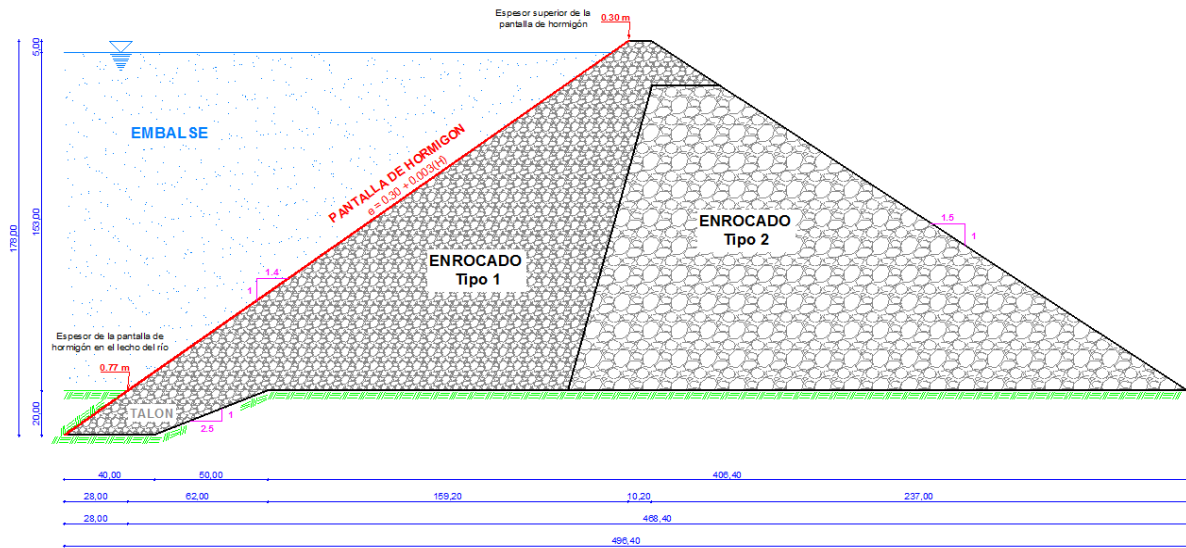 Espesor superior de la
pantalla de hormigón
0.30 m
5,00
EMBALSE
PANTALLA DE HORMIGON
e = 0.30 + 0.003(H)
153,00
178,00
ENROCADO
Tipo 2
1.5
1
ENROCADO
Tipo 1
1.4
1
Espesor de la pantalla de
hormigón en el lecho del río
0.77 m
20,00
TALON
1
2.5
40,00
50,00
406,40
28,00
62,00
159,20
10,20
237,00
28,00
468,40
496,40